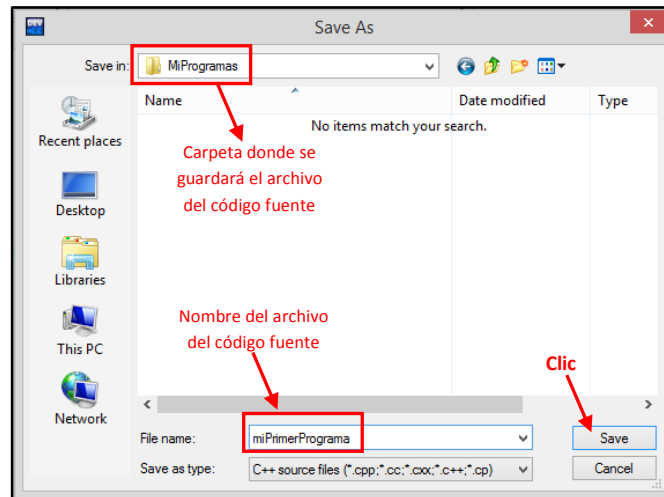 DEV
Save As
Save in:
MiProgramas
Name
Date modified
Type
No items match your search.
Recent places
Carpeta donde se
guardará el archivo
del código fuente
Desktop
Libraries
This PC
Nombre del archivo
del código fuente
Clic
Network
File name:
miPrimerPrograma
Save
Save as type:
C++ source files (*.cpp;*.cc;*.cxx;*.c++;*.cp)
Cancel